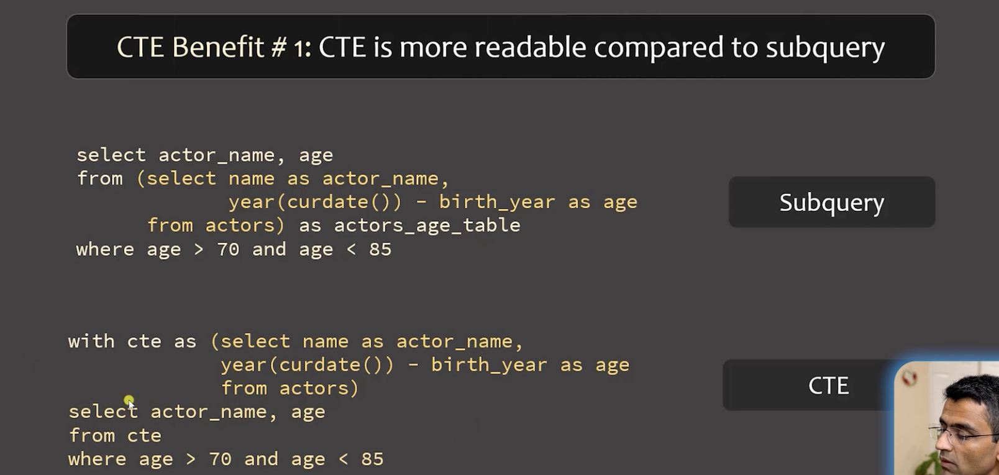 CTE Benefit # 1: CTE is more readable compared to subquery
select actor_name, age
from (select name as actor_name,
year(curdate()) - birth_year as age
from actors) as actors_age_table
where age > 70 and age < 85
Subquery
with cte as (select name as actor_name,
year(curdate()) - birth_year as age
from actors)
select actor_name, age
from cte
where age > 70 and age < 85
CTE